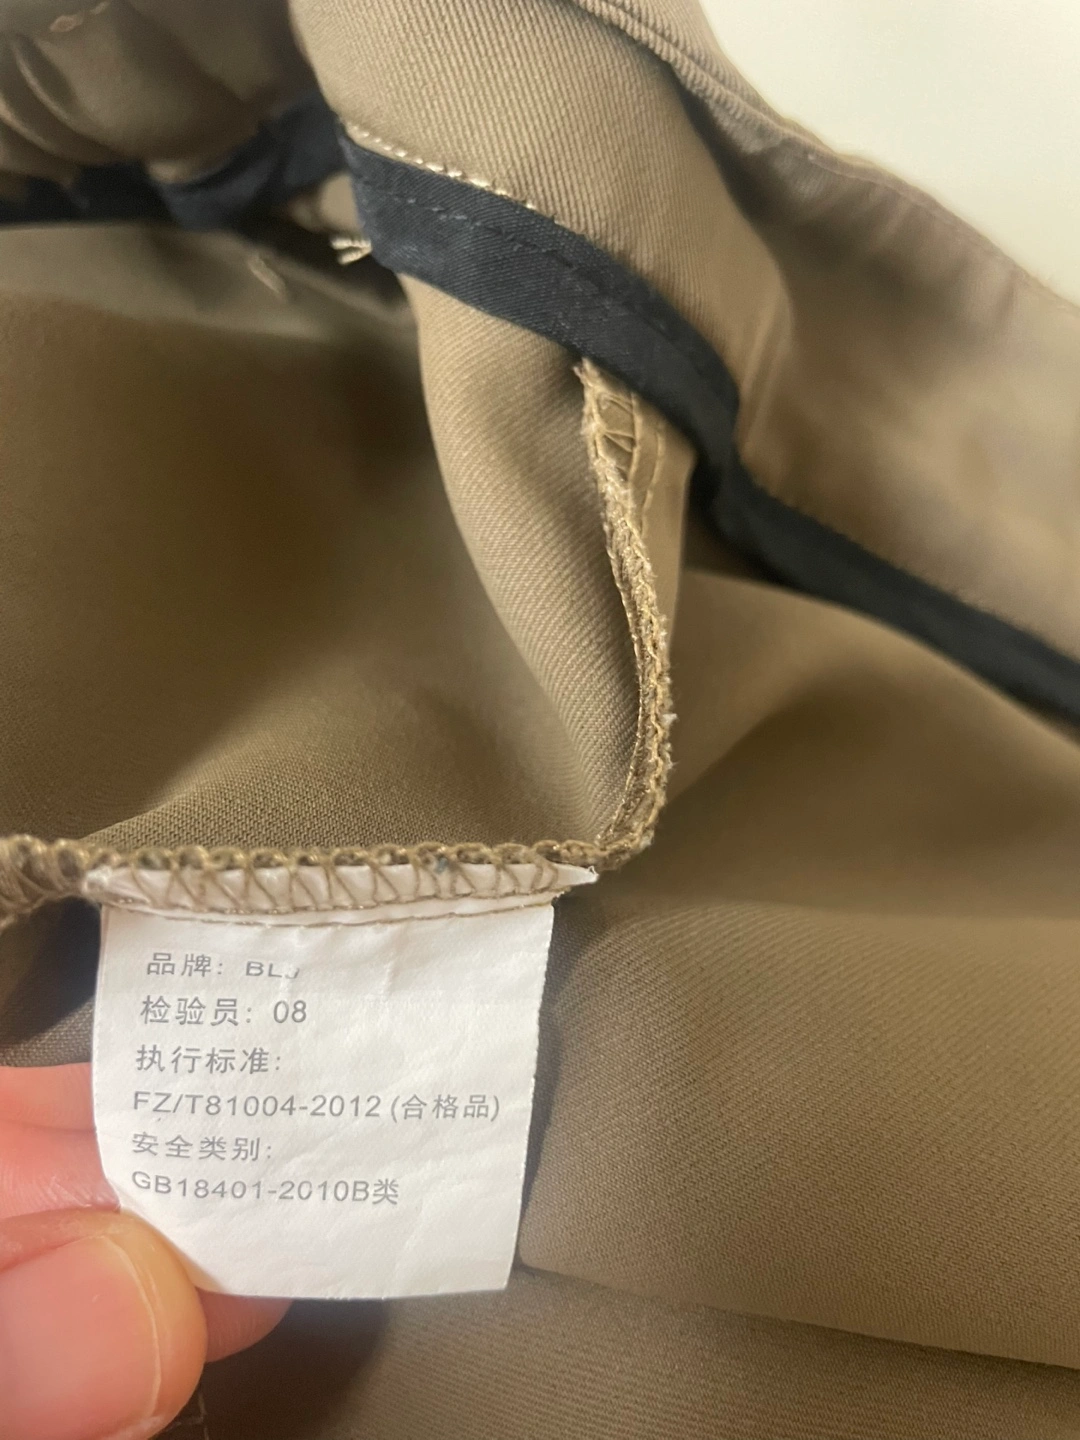 品牌: BL
检验员: 08
执行标准:
FZ/T81004-2012 (合格品)
安全类别:
GB18401-2010B类